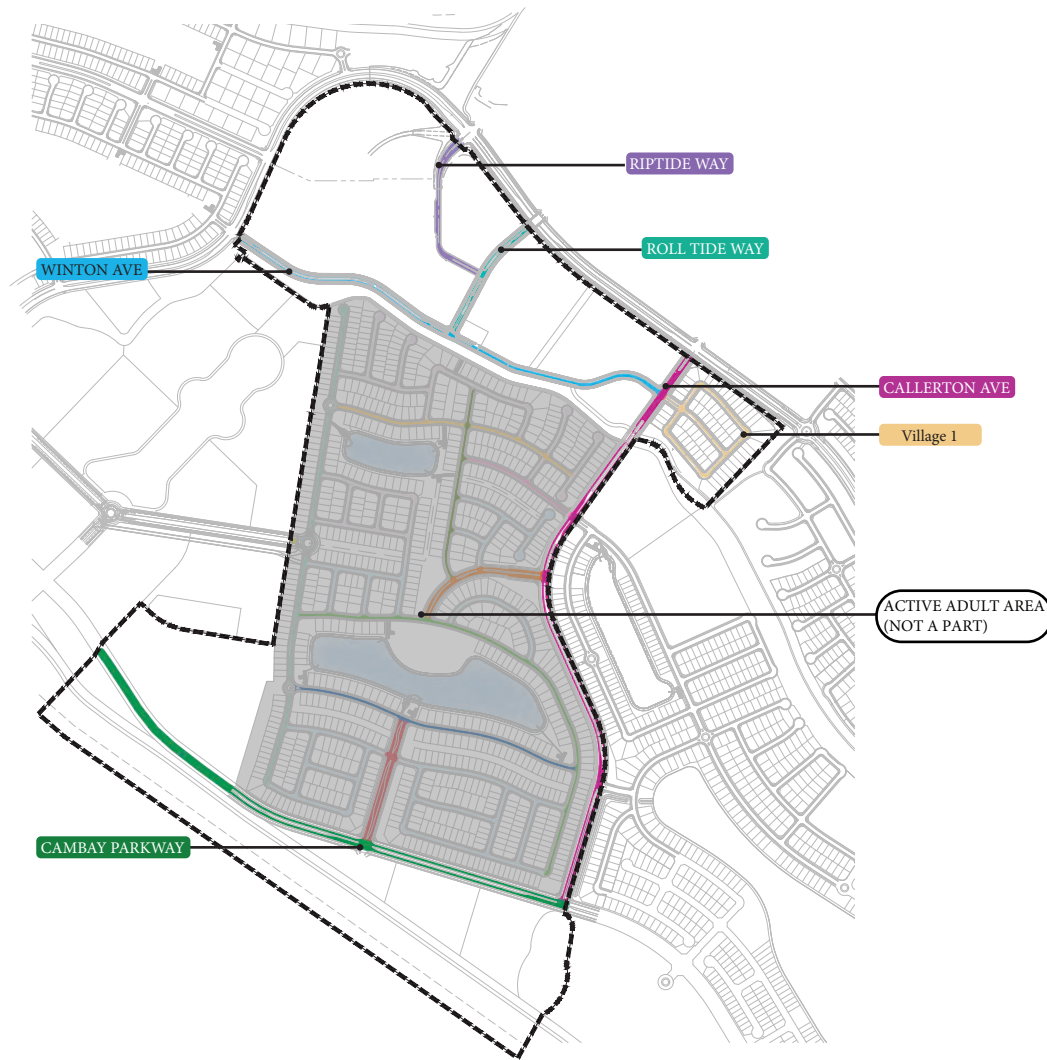 RIPTIDE WAY
ROLL TIDE WAY
WINTON AVE
CALLERTON AVE
Village 1
ACTIVE ADULT AREA
(NOT A PART)
CAMBAY PARKWAY